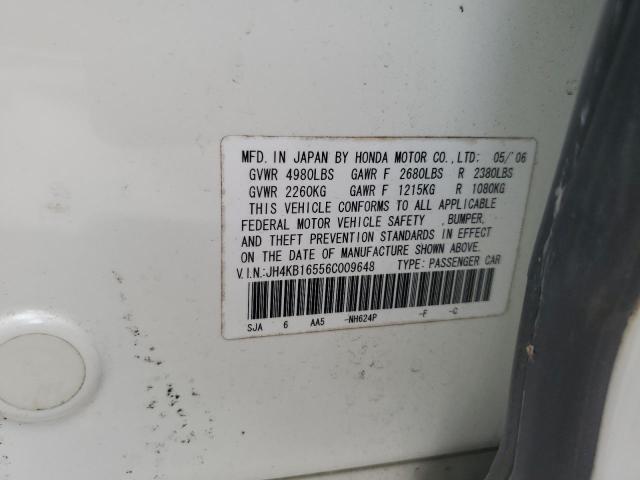 MFD. IN JAPAN BY HONDA MOTOR CO.,LTD: 05/'06
GVWR 4980LBS GAWR F 2680LBS R 2380LBS
GVWR 2260KG GAWR F 1215KG R 1080KG
THIS VEHICLE CONFORMS TO ALL APPLICABLE
FEDERAL MOTOR VEHICLE SAFETY ,BUMPER,
AND THEFT PREVENTION STANDARDS IN EFFECT
ON THE DATE OF MANUFACTURE SHOWN ABOVE.
V.I.N.:JH4KB16556C009648 TYPE: PASSENGER CAR
SJA 6 AA5 -NH624P -F -C